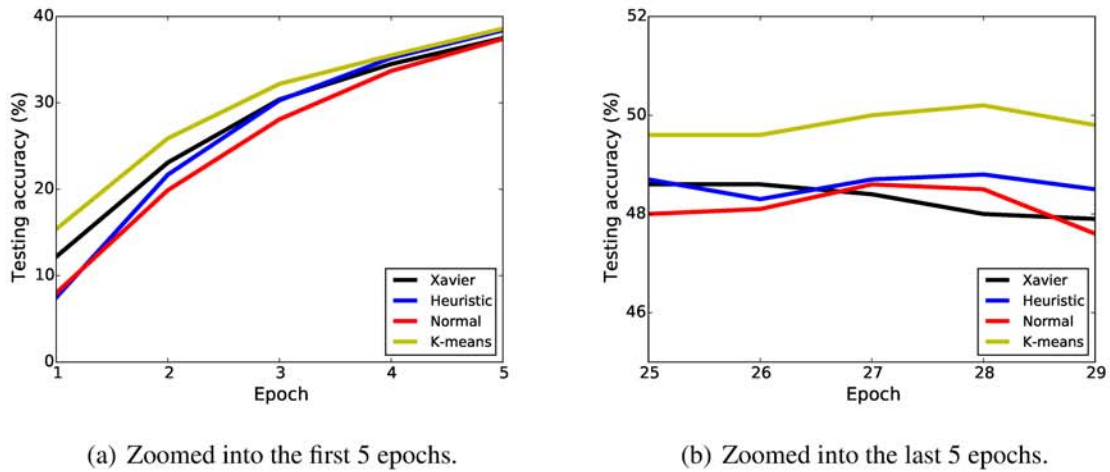 40
30
20
10
0
Testing accuracy (%)
1 2 3 4 5
Epoch
Xavier
Heuristic
Normal
K-means
(a) Zoomed into the first 5 epochs.
52
50
48
46
Testing accuracy (%)
25 26 27 28 29
Epoch
Xavier
Heuristic
Normal
K-means
(b) Zoomed into the last 5 epochs.